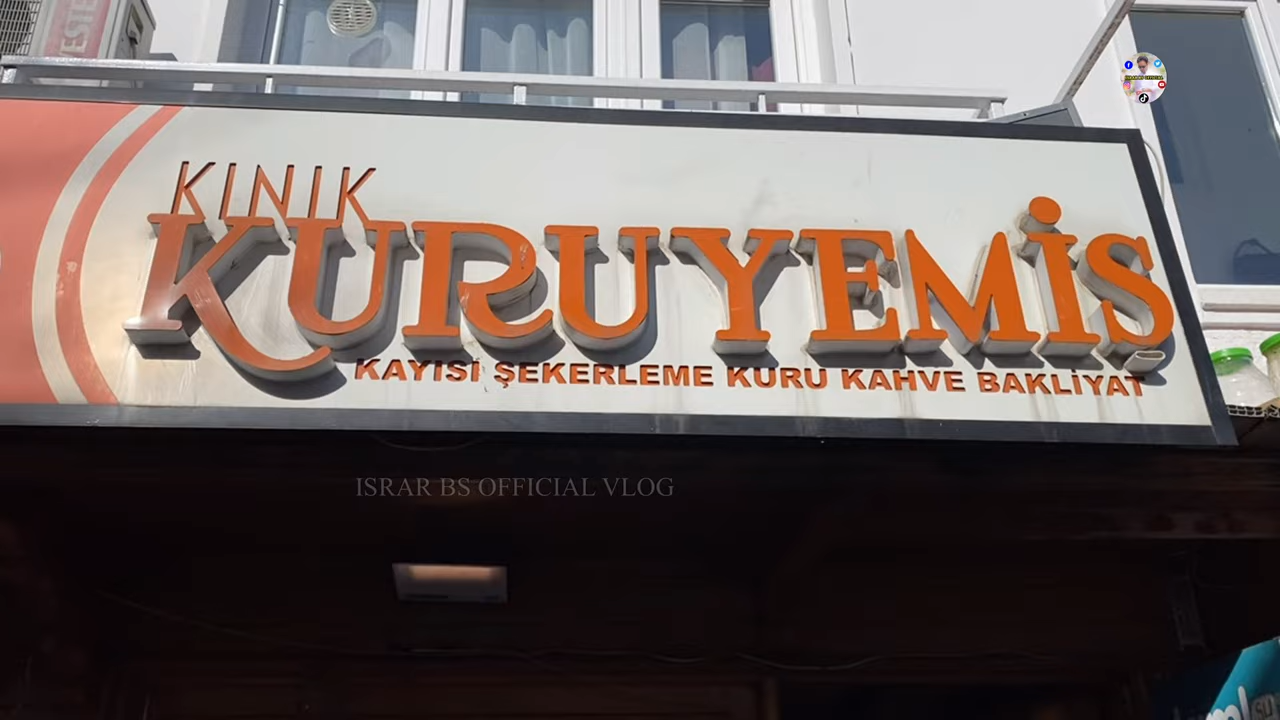 KINIK
KURUYEMİŞ
KAYISI ŞEKERLEME KURU KAHVE BAKLİYAT
ISRAR BS OFFICIAL VLOG